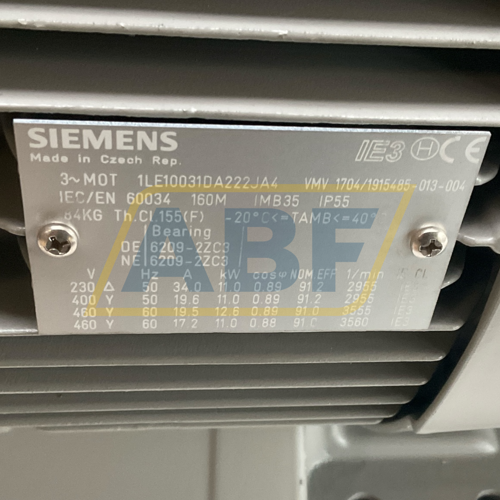 SIEMENS
Made in Czech Rep.
IE3 H CE
3~MOT 1LE10031DA222JA4 VMV 1704/1915485-013-004
IEC/EN 60034 160M IMB35 IP55
84KG Th.Cl.155(F) -20°C<=TAMB<=40°
Bearing
DE 6209-2ZC3
NE 6209-2ZC3
V Hz A kW cosφ NOM.EFF 1/min
230 Δ 50 34.0 11.0 0.89 91.2 2955
400 Y 50 19.6 11.0 0.89 91.2 2955
460 Y 60 19.5 12.6 0.89 91.0 3555
460 Y 60 17.2 11.0 0.88 91.0 3560
ABF